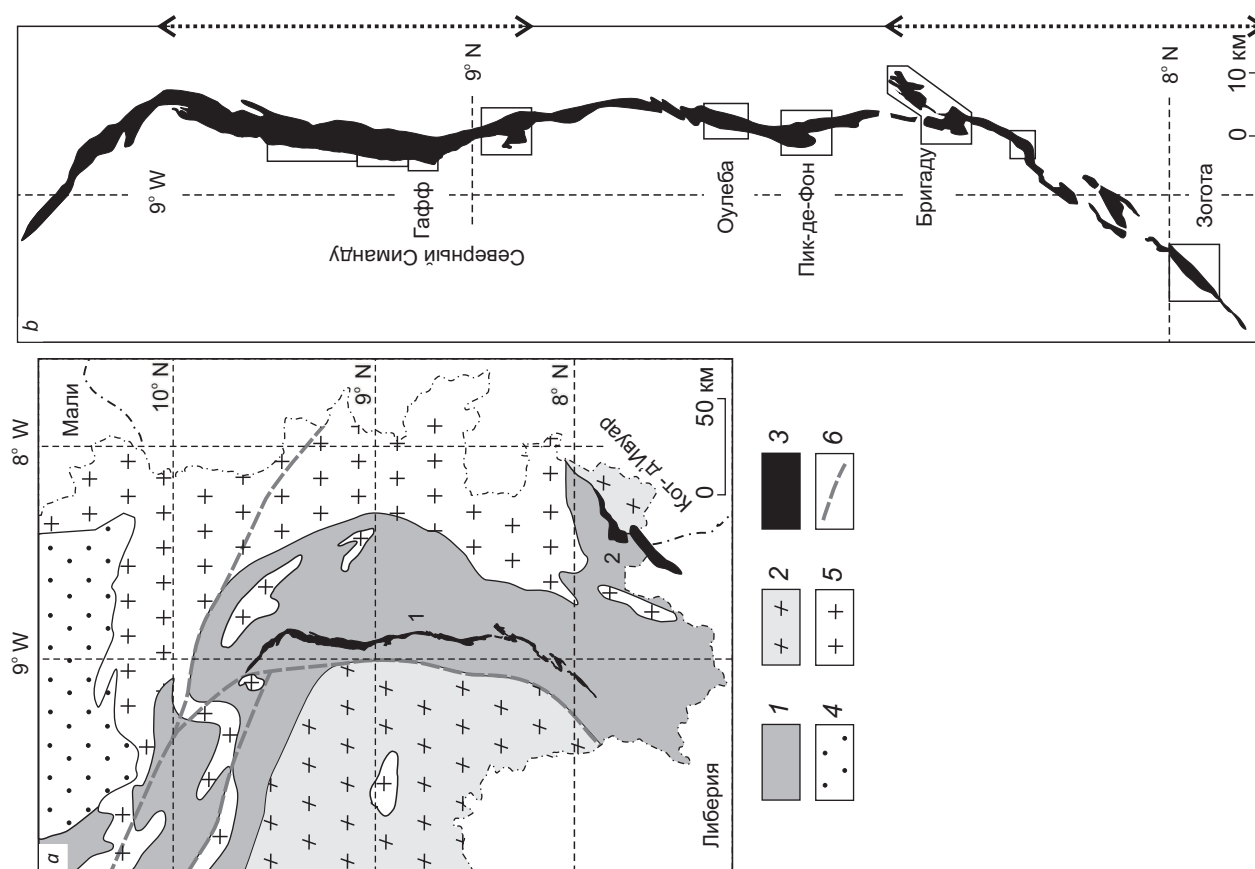 a
9° W
8° W
Мали
10° N
9° N
8° N
1
2
Кот-д'Ивуар
Либерия
0
50 км
1
2
3
4
5
6
b
9° W
9° N
Северный Симанду
Гафф
Оулеба
Пик-де-Фон
Бригаду
8° N
Зогота
0
10 км